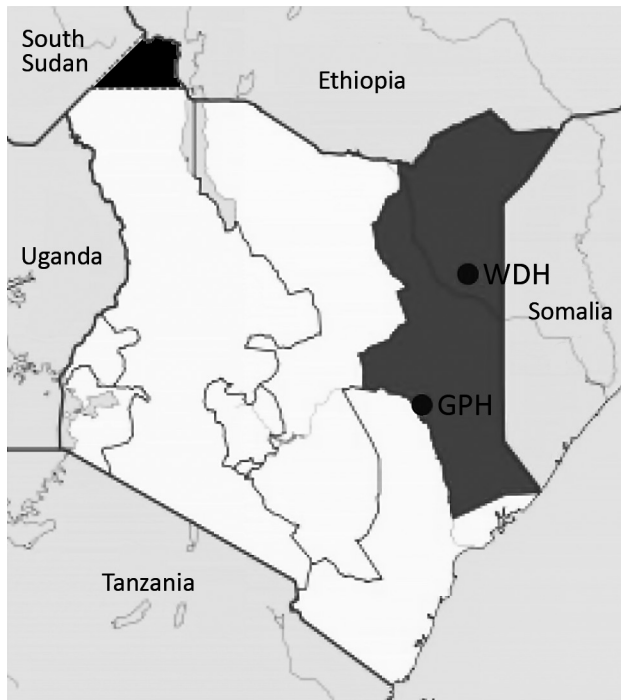 South
Sudan
Ethiopia
Uganda
WDH
Somalia
GPH
Tanzania